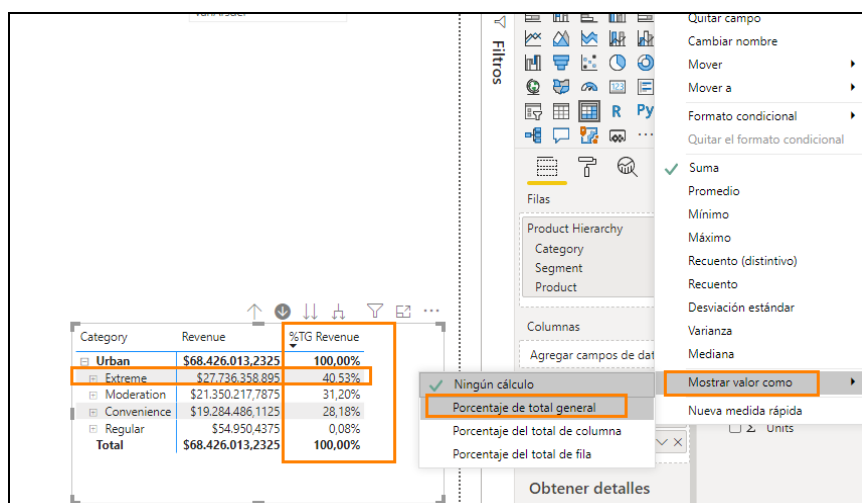 Filtros
Filas
Product Hierarchy
Category
Segment
Product
Columnas
Agregar campos de dat
Quitar campo
Cambiar nombre
Mover
Mover a
Formato condicional
Quitar el formato condicional
Suma
Promedio
Mínimo
Máximo
Recuento (distintivo)
Recuento
Desviación estándar
Varianza
Mediana
Mostrar valor como
Nueva medida rápida
Units
Ningún cálculo
Porcentaje de total general
Porcentaje del total de columna
Porcentaje del total de fila
Obtener detalles
Category Revenue %TG Revenue
Urban $68.426.013,2325 100,00%
Extreme $27.736.358,895 40,53%
Moderation $21.350.217,7875 31,20%
Convenience $19.284.486,1125 28,18%
Regular $54.950,4375 0,08%
Total $68.426.013,2325 100,00%
R Py
123